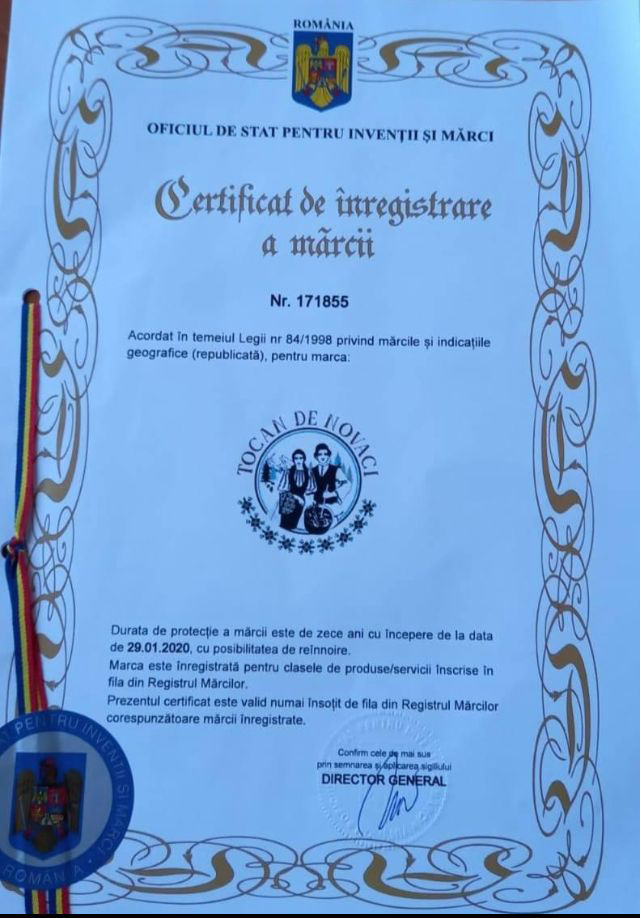 ROMÂNIA
OFICIUL DE STAT PENTRU INVENȚII ȘI MĂRCI
Certificat de înregistrare
a mărcii
Nr. 171855
Acordat în temeiul Legii nr 84/1998 privind mărcile și indicațiile
geografice (republicată), pentru marca:
TOCAN DE NOVACI
Durata de protecție a mărcii este de zece ani cu începere de la data
de 29.01.2020, cu posibilitatea de reînnoire.
Marca este înregistrată pentru clasele de produse/servicii înscrise în
fila din Registrul Mărcilor.
Prezentul certificat este valid numai însoțit de fila din Registrul Mărcilor
corespunzătoare mărcii înregistrate.
Confirm cele de mai sus
prin semnarea și aplicarea sigiliului
DIRECTOR GENERAL
PENTRU INVENȚII ȘI MĂRCI
ROMÂNIA